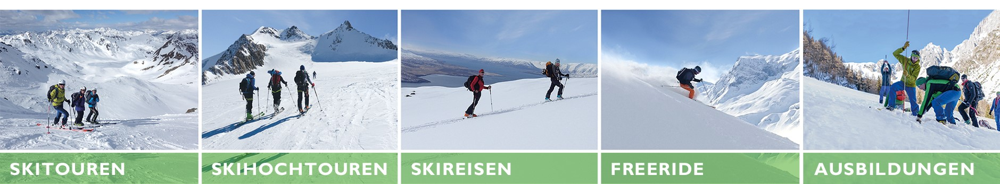 SKITOUREN
SKIHOCHTOUREN
SKIREISEN
FREERIDE
AUSBILDUNGEN